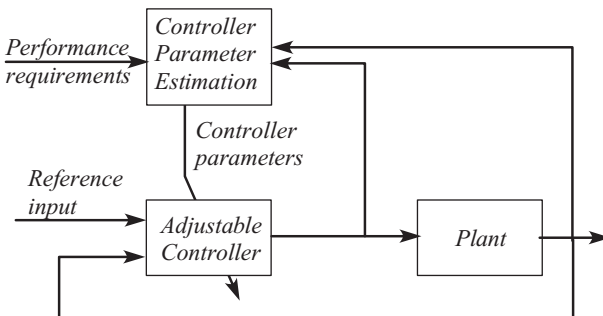 Performance
requirements
Controller
Parameter
Estimation
Controller
parameters
Reference
input
Adjustable
Controller
Plant